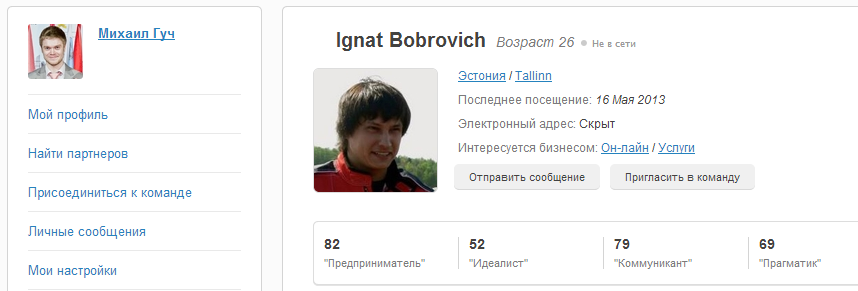 Михаил Гуч
Мой профиль
Найти партнеров
Присоединиться к команде
Личные сообщения
Мои настройки
Ignat Bobrovich Возраст 26 Не в сети
Эстония / Tallinn
Последнее посещение: 16 Мая 2013
Электронный адрес: Скрыт
Интересуется бизнесом: Он-лайн / Услуги
Отправить сообщение Пригласить в команду
82 52 79 69
"Предприниматель" "Идеалист" "Коммуникант" "Прагматик"